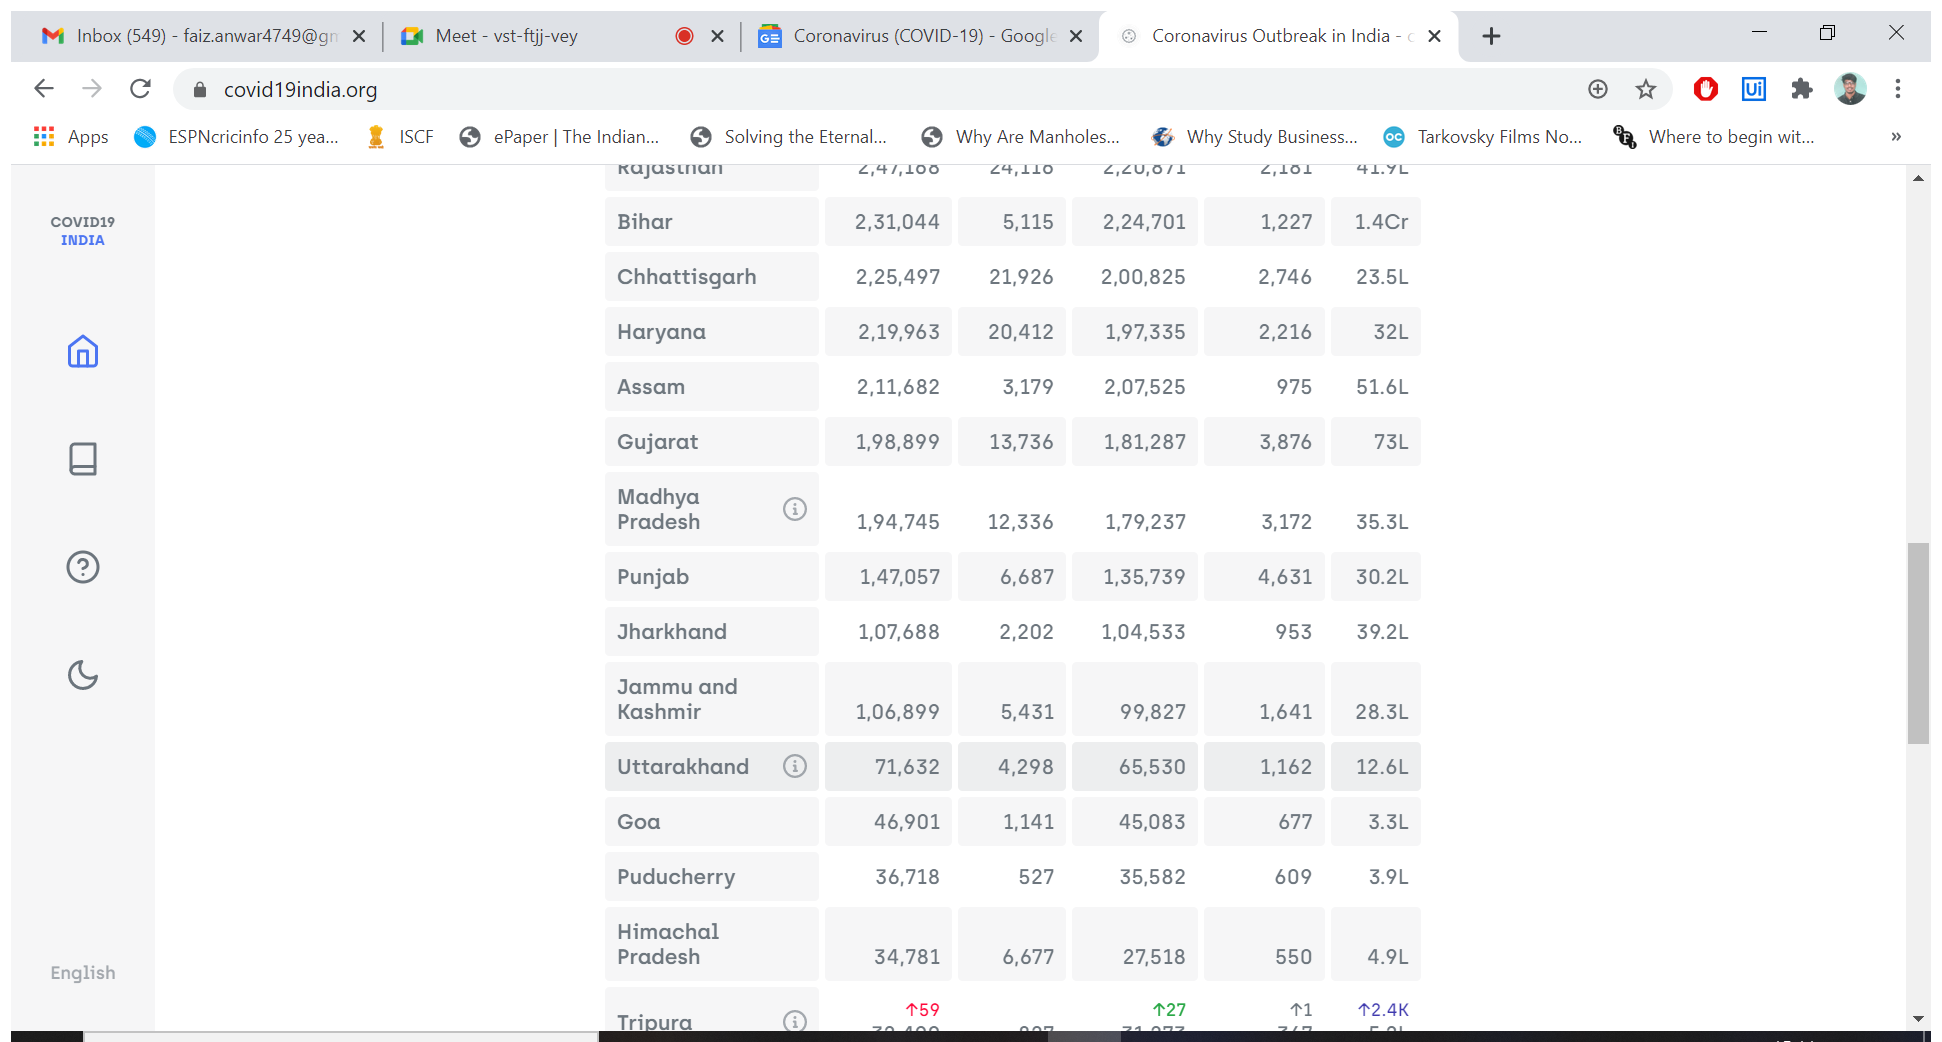 Inbox (549) - faiz.anwar4749@gm
Meet - vst-ftjj-vey
Coronavirus (COVID-19) - Google
Coronavirus Outbreak in India - c
covid19india.org
Apps ESPNcricinfo 25 yea... ISCF ePaper | The Indian... Solving the Eternal... Why Are Manholes... Why Study Business... Tarkovsky Films No... Where to begin wit... »
COVID19
INDIA
English
Rajasthan 2,47,168 24,116 2,20,871 2,181 41.9L
Bihar 2,31,044 5,115 2,24,701 1,227 1.4Cr
Chhattisgarh 2,25,497 21,926 2,00,825 2,746 23.5L
Haryana 2,19,963 20,412 1,97,335 2,216 32L
Assam 2,11,682 3,179 2,07,525 975 51.6L
Gujarat 1,98,899 13,736 1,81,287 3,876 73L
Madhya
Pradesh 1,94,745 12,336 1,79,237 3,172 35.3L
Punjab 1,47,057 6,687 1,35,739 4,631 30.2L
Jharkhand 1,07,688 2,202 1,04,533 953 39.2L
Jammu and
Kashmir 1,06,899 5,431 99,827 1,641 28.3L
Uttarakhand 71,632 4,298 65,530 1,162 12.6L
Goa 46,901 1,141 45,083 677 3.3L
Puducherry 36,718 527 35,582 609 3.9L
Himachal
Pradesh 34,781 6,677 27,518 550 4.9L
↑59 ↑27 ↑1 ↑2.4K
Tripura